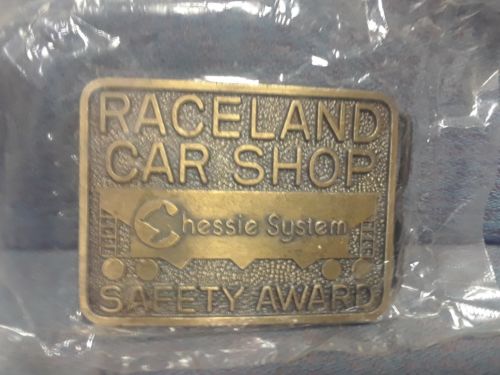 RACELAND
CAR SHOP
Chessie System
SAFETY AWARD